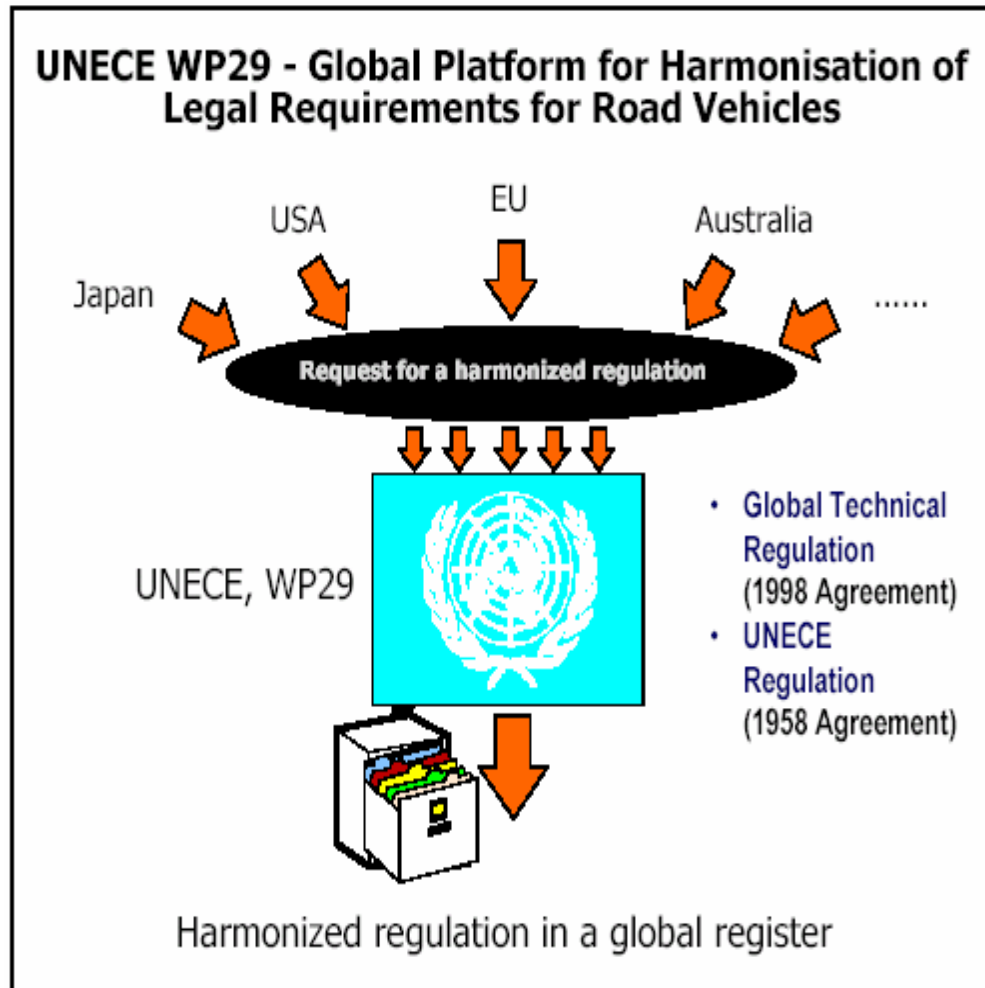 UNECE WP29 - Global Platform for Harmonisation of
Legal Requirements for Road Vehicles
EU
USA
Australia
Japan
......
Request for a harmonized regulation
UNECE, WP29
• Global Technical
Regulation
(1998 Agreement)
• UNECE
Regulation
(1958 Agreement)
Harmonized regulation in a global register